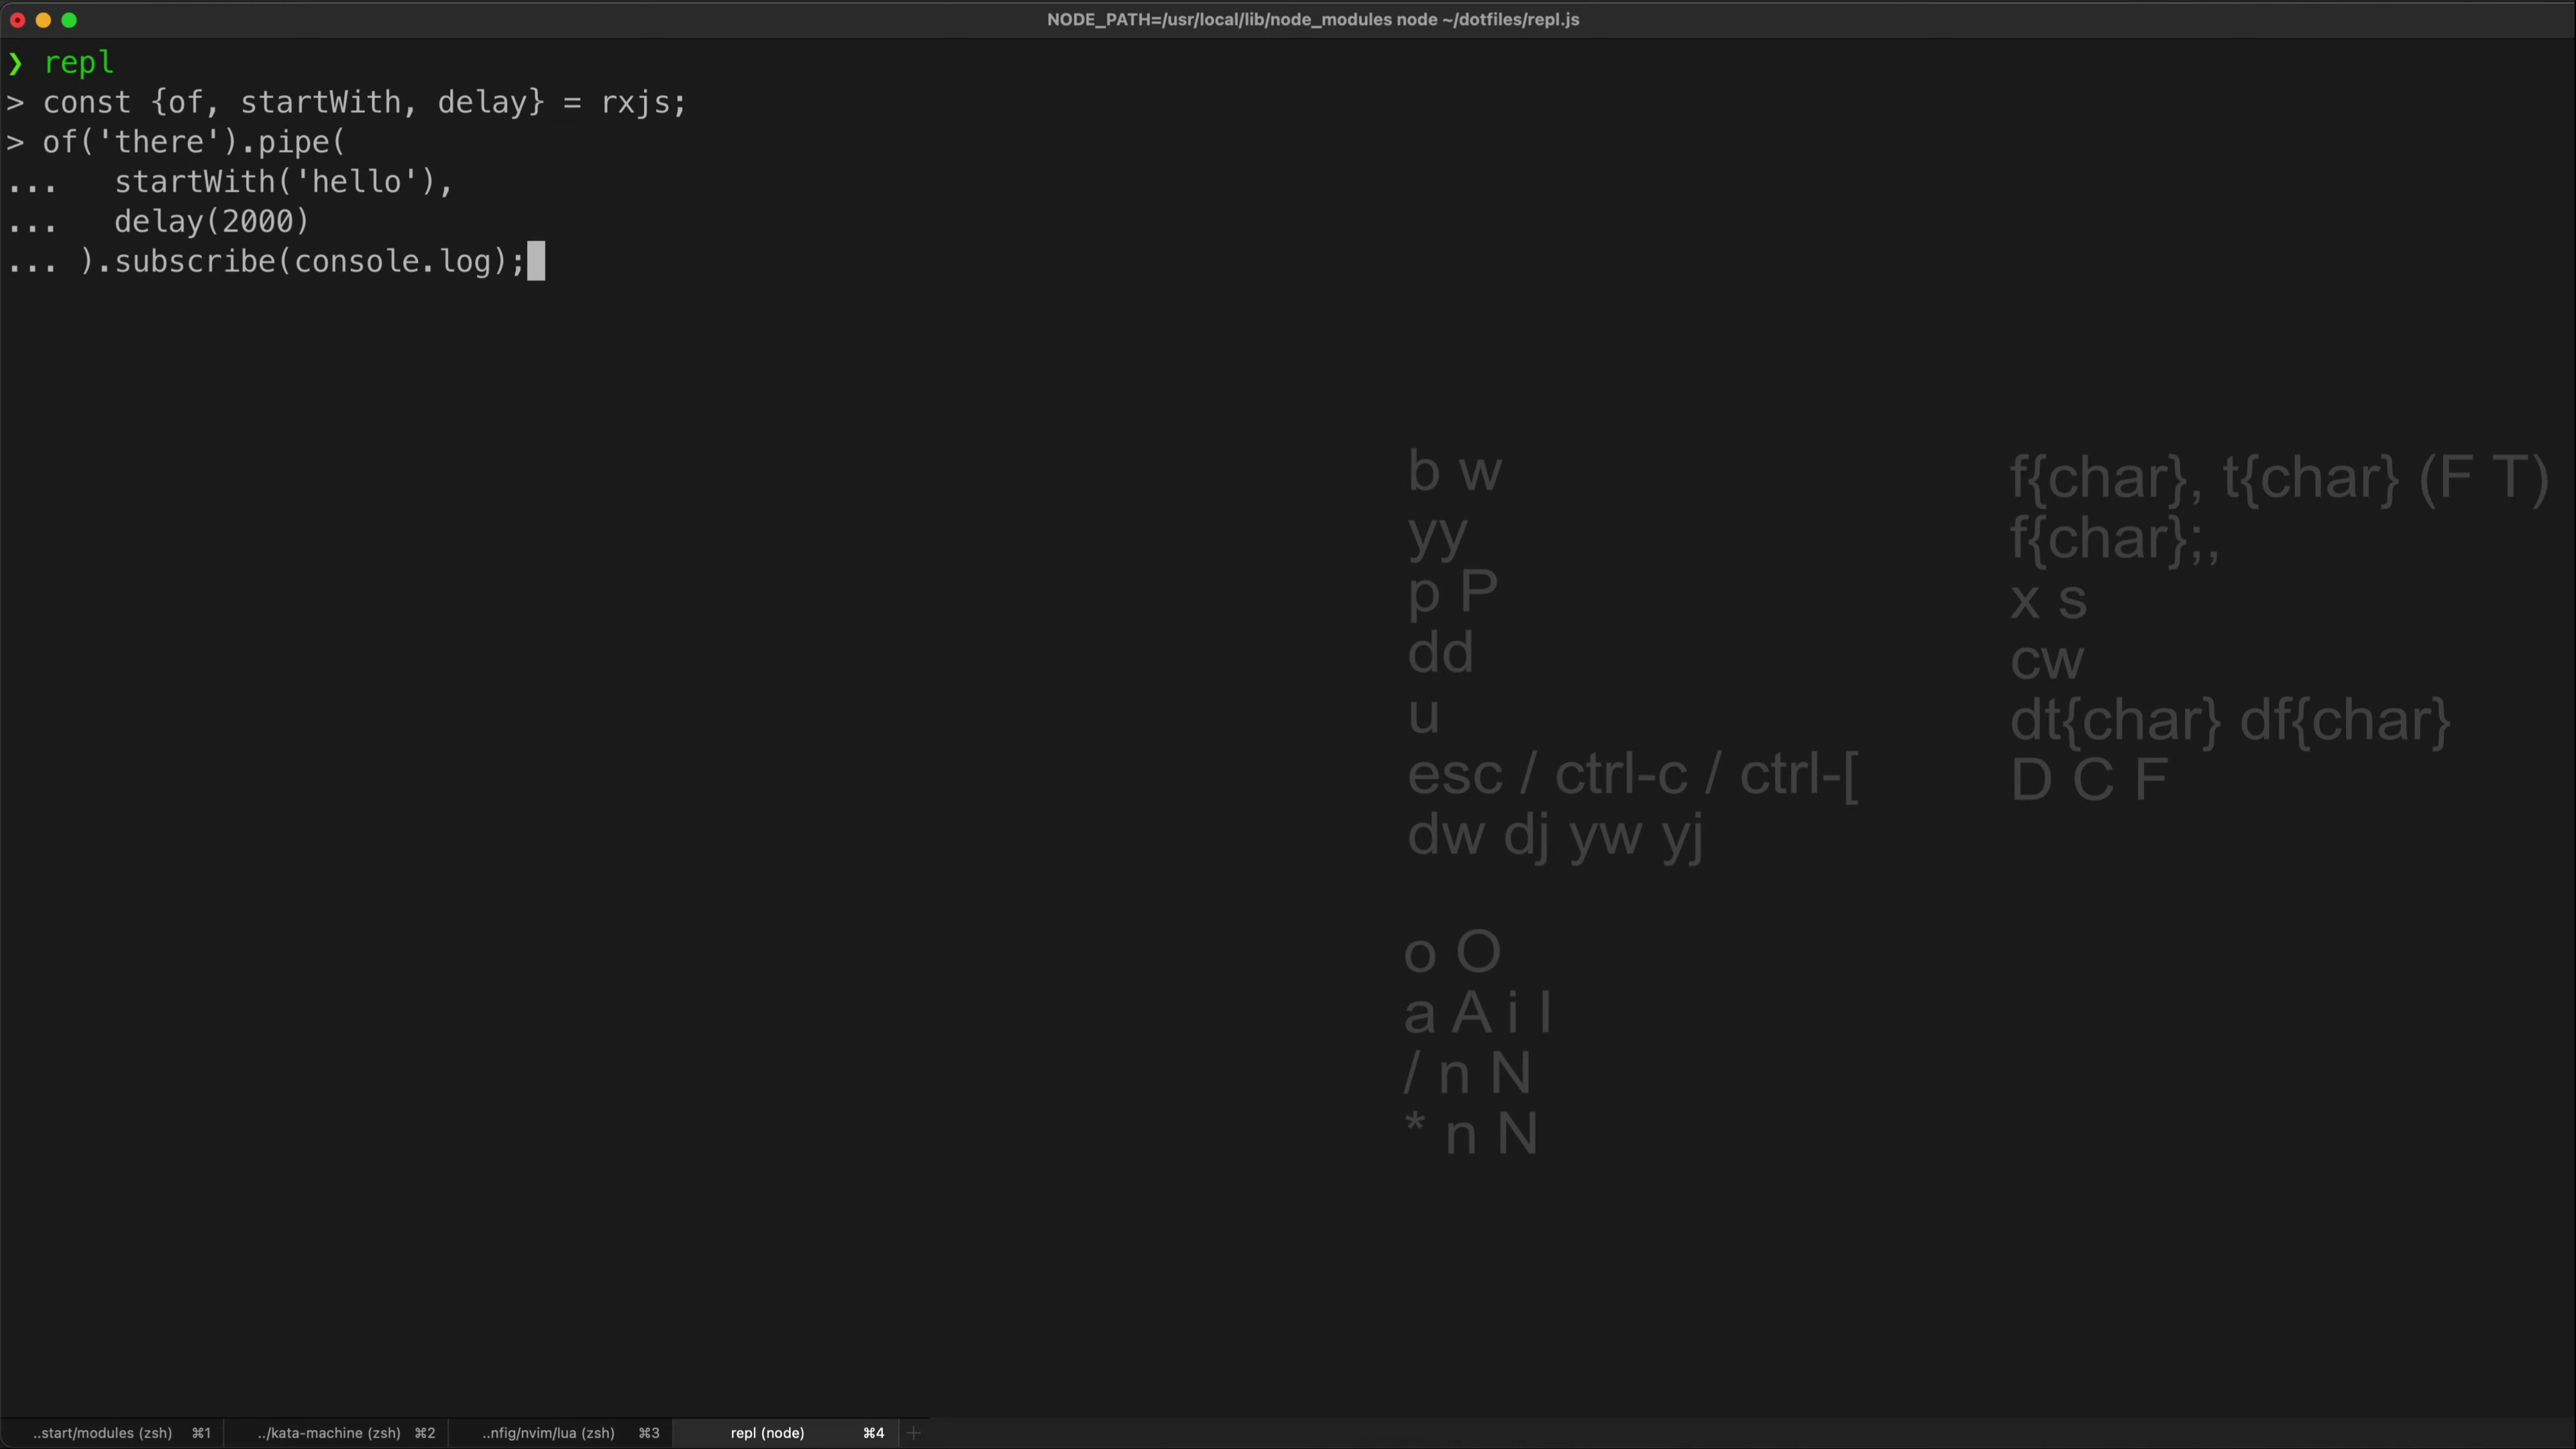 NODE_PATH=/usr/local/lib/node_modules node ~/dotfiles/repl.js
❯ repl
> const {of, startWith, delay} = rxjs;
> of('there').pipe(
...   startWith('hello'),
...   delay(2000)
... ).subscribe(console.log);
b w
yy
p P
dd
u
esc / ctrl-c / ctrl-[
dw dj yw yj
o O
a A i I
/ n N
* n N
f{char}, t{char} (F T)
f{char};,
x s
cw
dt{char} df{char}
D C F
..start/modules (zsh) ⌘1 ../kata-machine (zsh) ⌘2 ..nfig/nvim/lua (zsh) ⌘3 repl (node) ⌘4 +